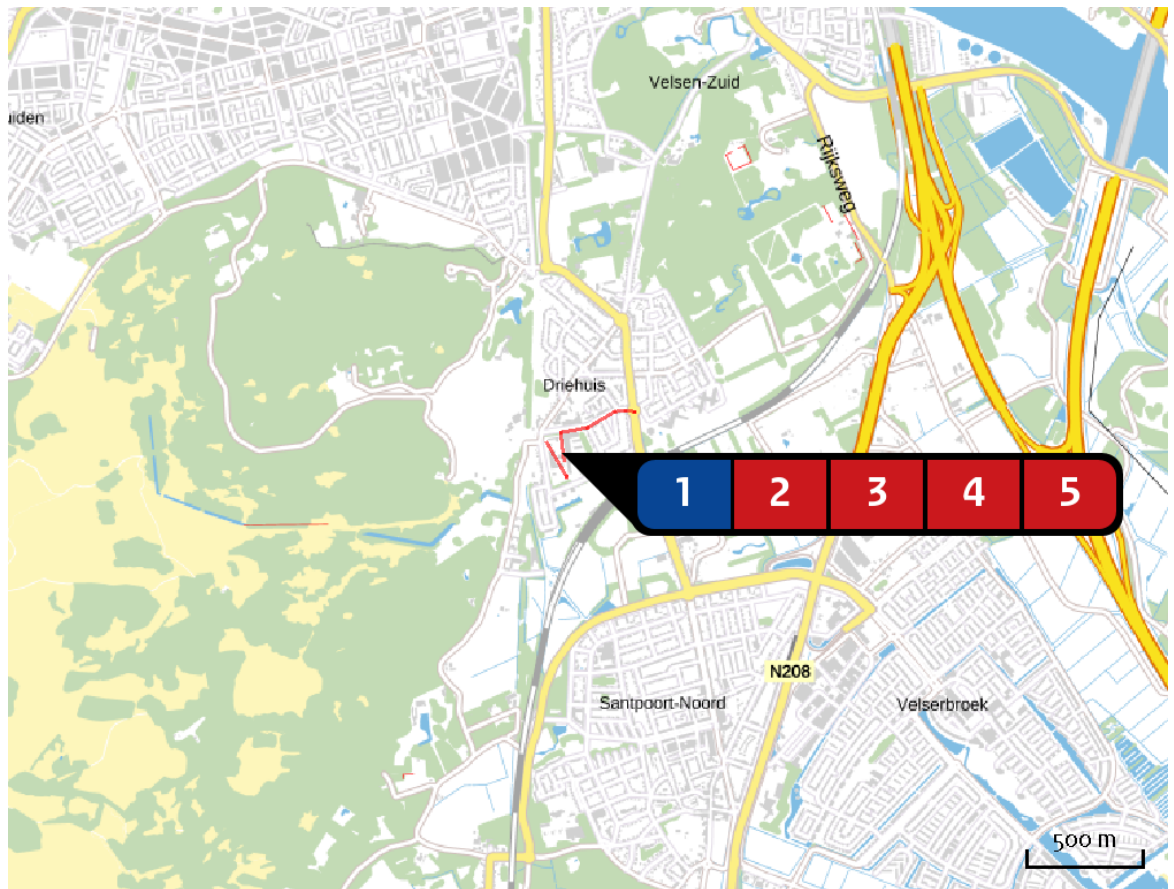 Velsen-Zuid
uiden
Rijksweg
Driehuis
1 2 3 4 5
N208
Santpoort-Noord
Velserbroek
500 m